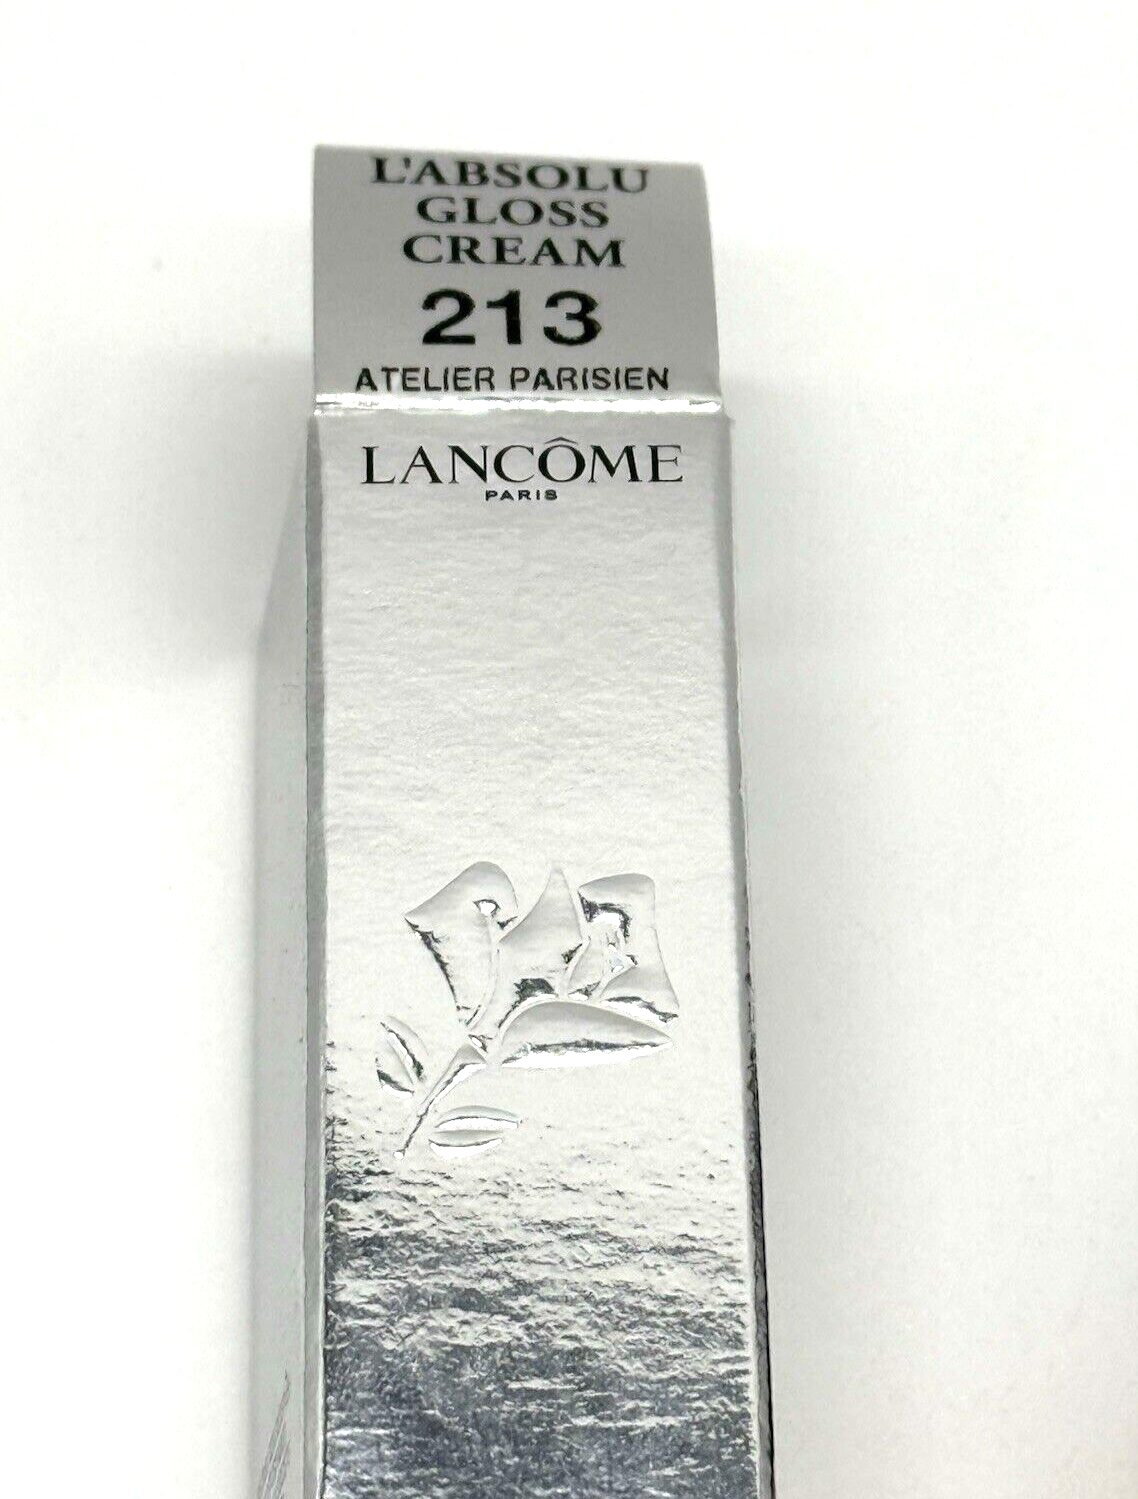 L'ABSOLU
GLOSS
CREAM
213
ATELIER PARISIEN
LANCÔME
PARIS